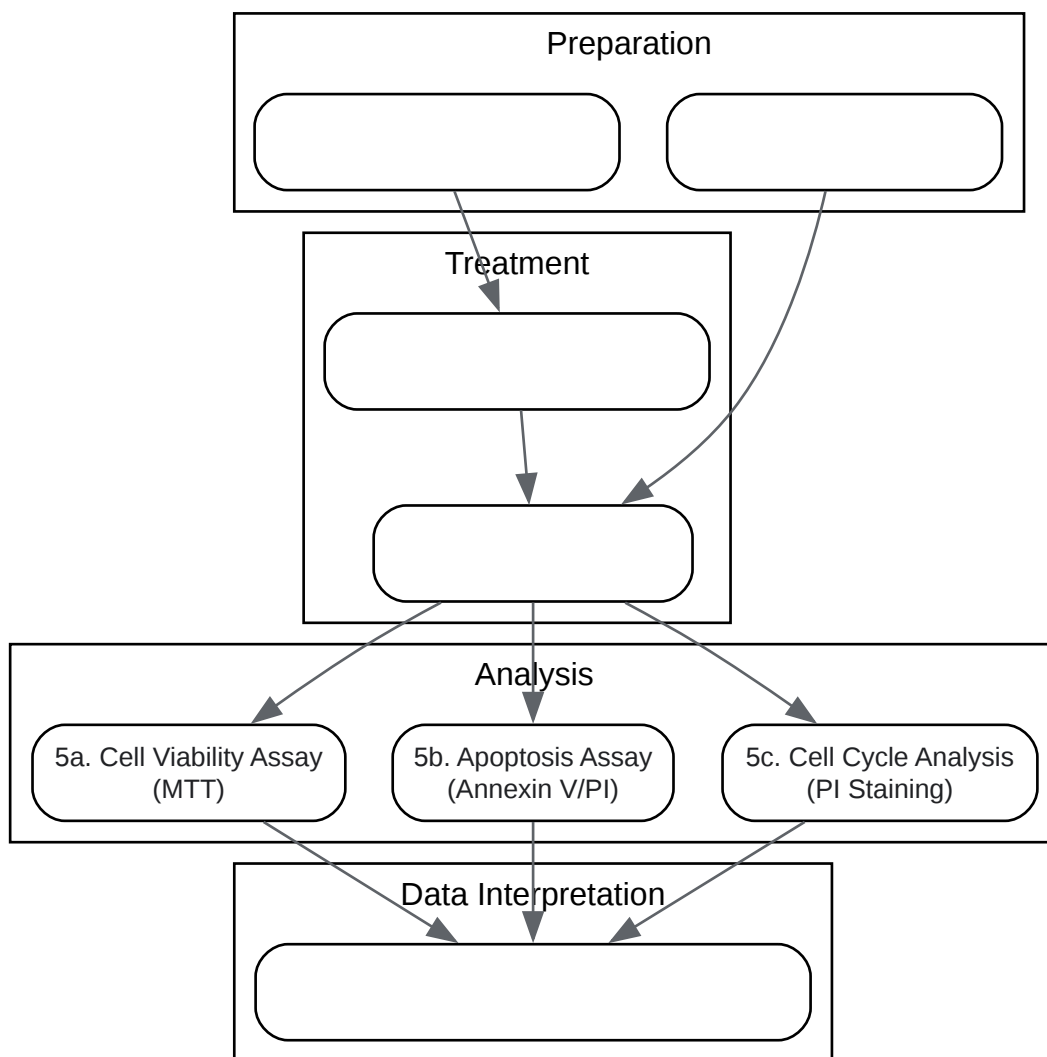 Preparation
Treatment
Analysis
5a. Cell Viability Assay
(MTT)
5b. Apoptosis Assay
(Annexin V/PI)
5c. Cell Cycle Analysis
(PI Staining)
Data Interpretation